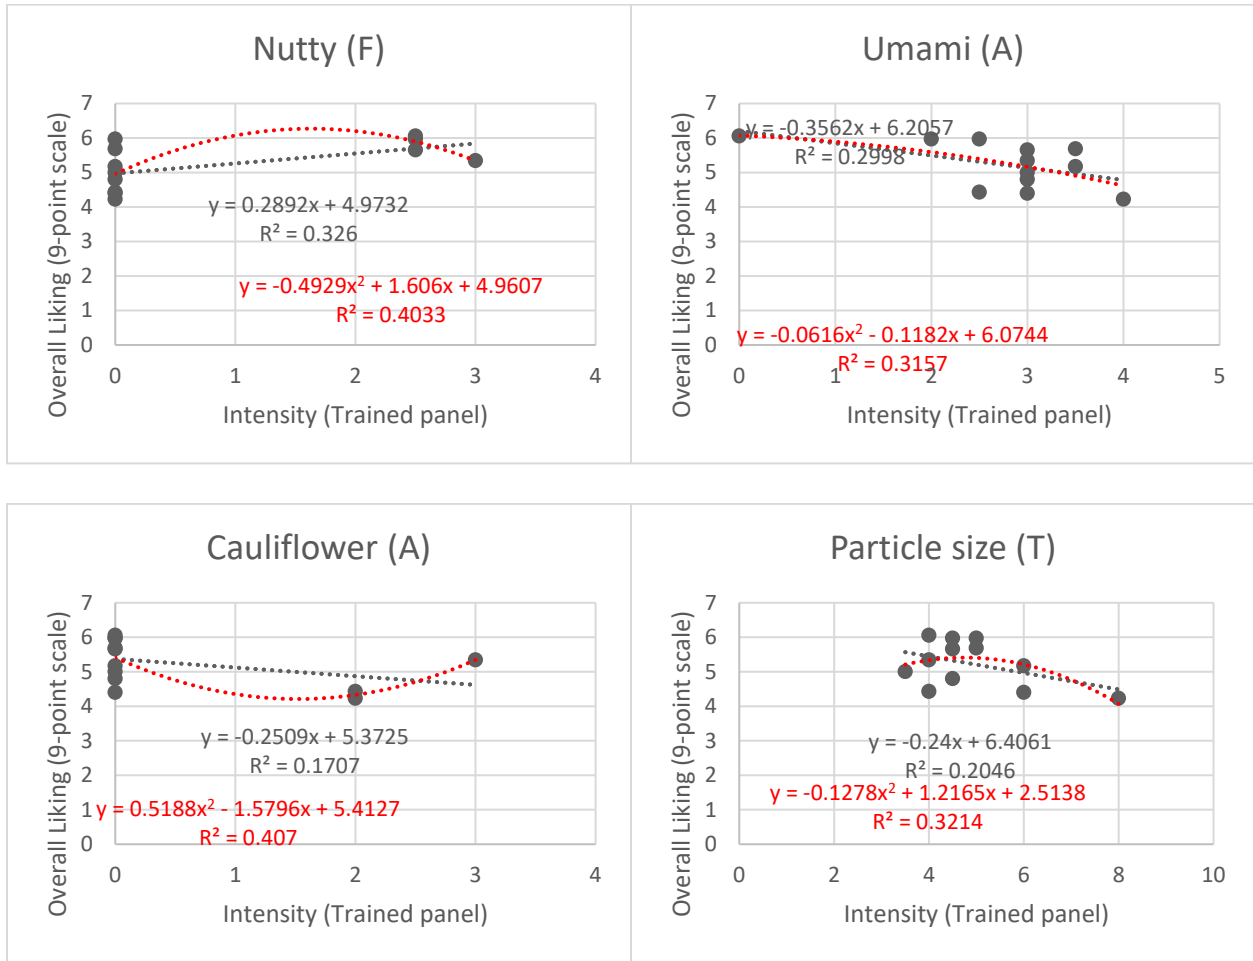 Nutty (F)
Overall Liking (9-point scale)
7
6
5
4
3
2
1
0
y = 0.2892x + 4.9732
R² = 0.326
y = -0.4929x² + 1.606x + 4.9607
R² = 0.4033
0 1 2 3 4
Intensity (Trained panel)
Umami (A)
Overall Liking (9-point scale)
7
6
5
4
3
2
1
0
y = -0.3562x + 6.2057
R² = 0.2998
y = -0.0616x² - 0.1182x + 6.0744
R² = 0.3157
0 1 2 3 4 5
Intensity (Trained panel)
Cauliflower (A)
Overall Liking (9-point scale)
7
6
5
4
3
2
1
0
y = -0.2509x + 5.3725
R² = 0.1707
y = 0.5188x² - 1.5796x + 5.4127
R² = 0.407
0 1 2 3 4
Intensity (Trained panel)
Particle size (T)
Overall Liking (9-point scale)
7
6
5
4
3
2
1
0
y = -0.24x + 6.4061
R² = 0.2046
y = -0.1278x² + 1.2165x + 2.5138
R² = 0.3214
0 2 4 6 8 10
Intensity (Trained panel)